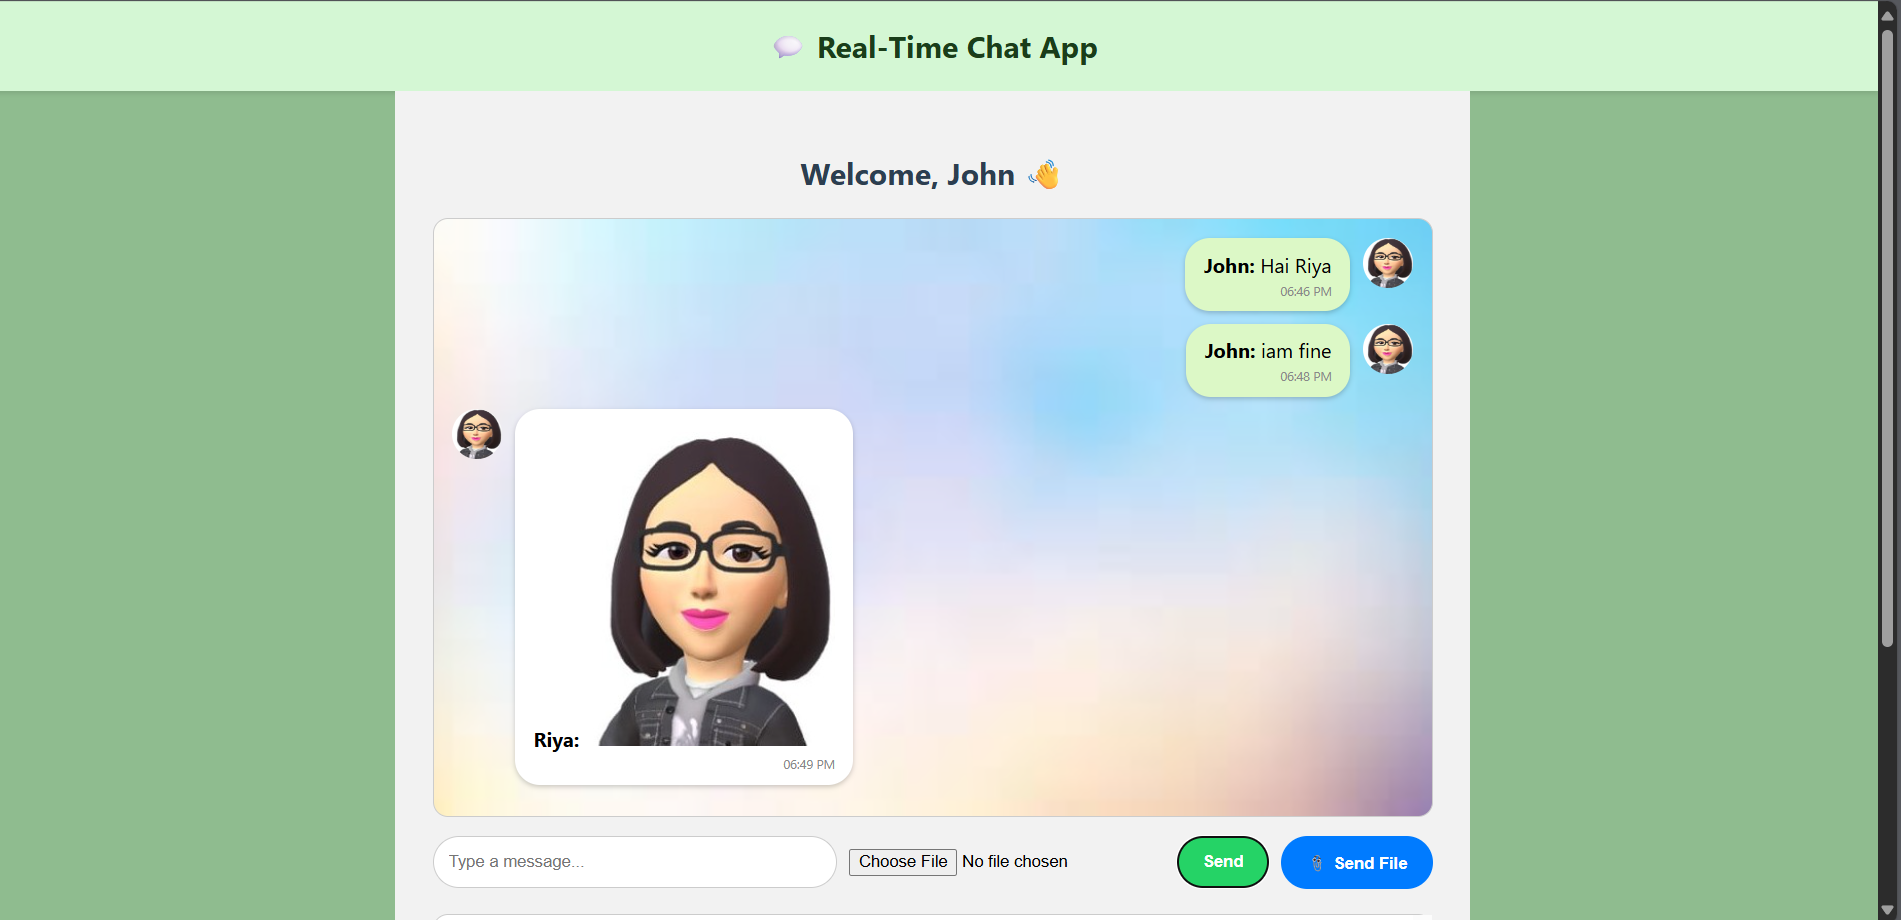 Real-Time Chat App
Welcome, John
John: Hai Riya
06:46 PM
John: iam fine
06:48 PM
Riya:
06:49 PM
Type a message...
Choose File No file chosen
Send
Send File